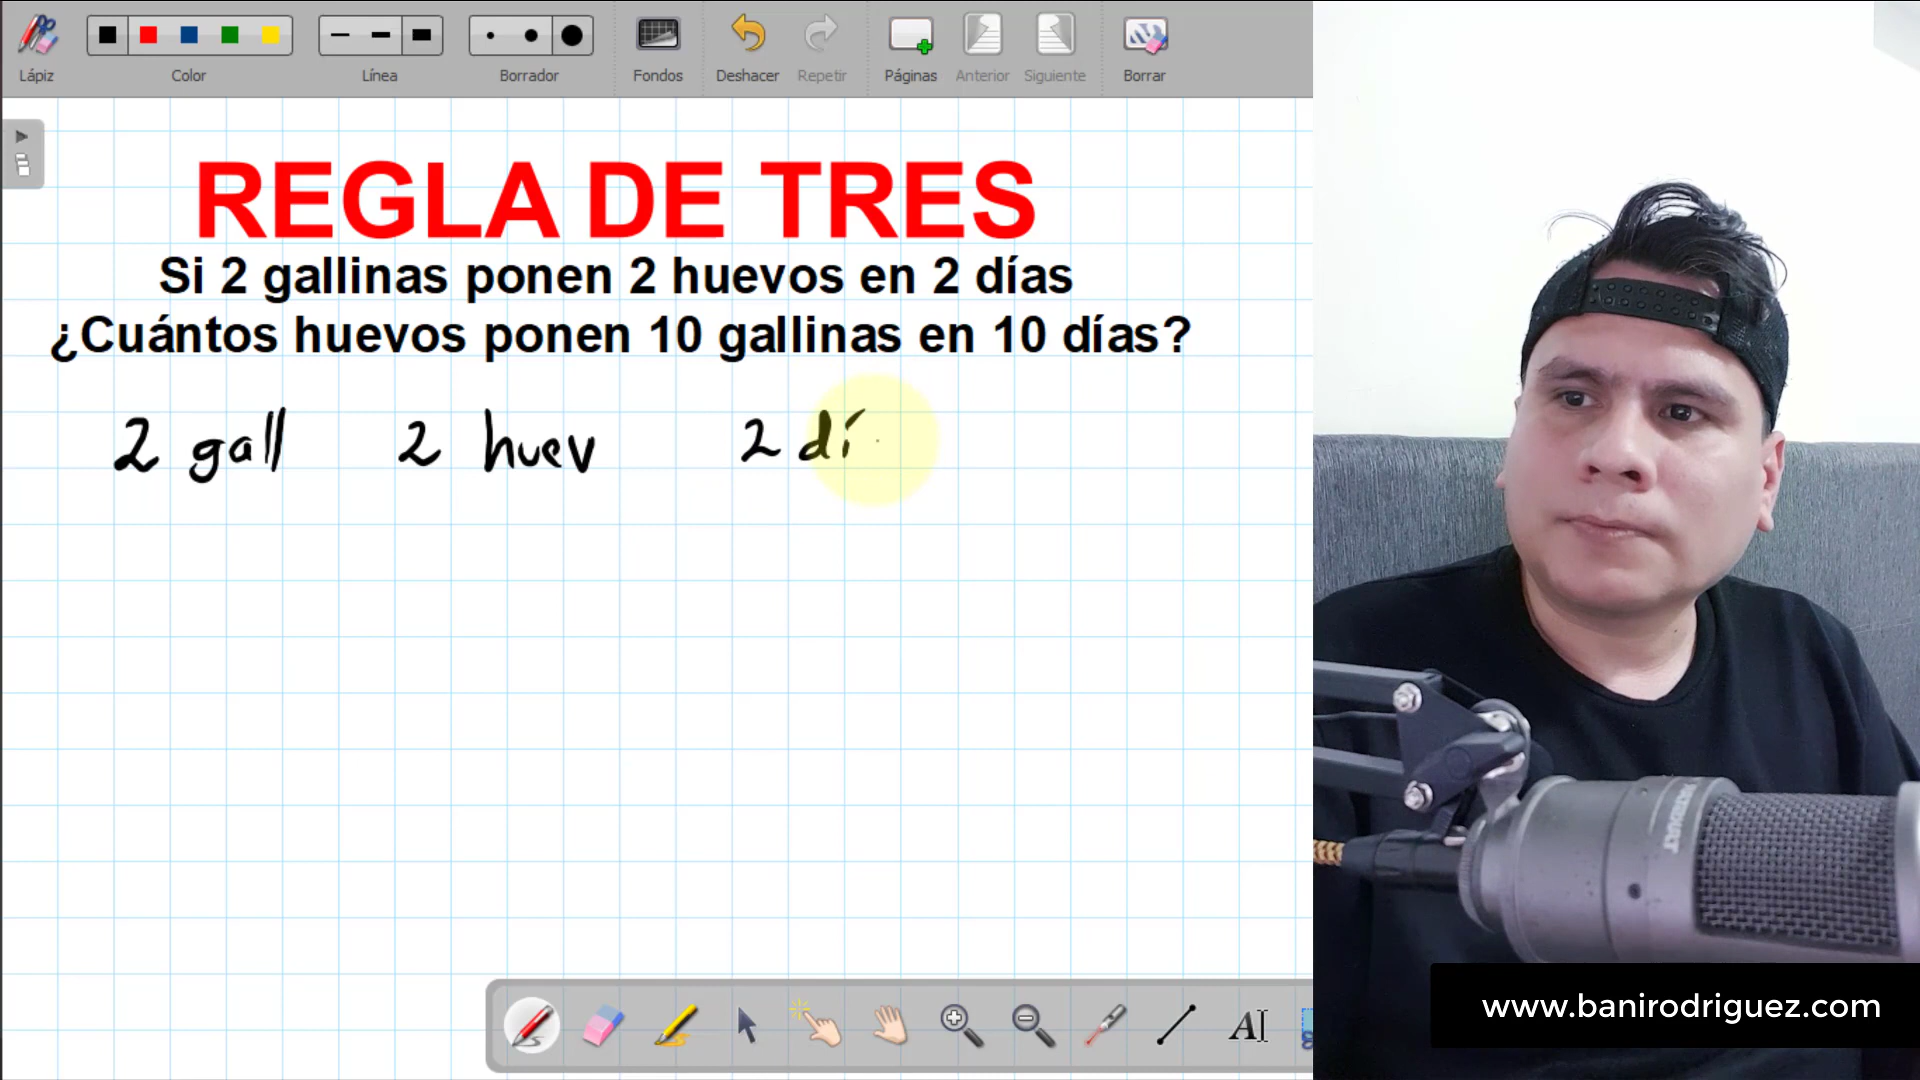 Lápiz Color Línea Borrador Fondos Deshacer Repetir Páginas Anterior Siguiente Borrar
REGLA DE TRES
Si 2 gallinas ponen 2 huevos en 2 días
¿Cuántos huevos ponen 10 gallinas en 10 días?
2 gall 2 huev 2 dí
AI
www.banirodriguez.com